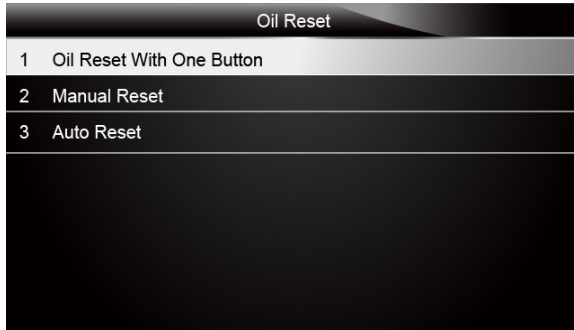 Oil Reset
1 Oil Reset With One Button
2 Manual Reset
3 Auto Reset